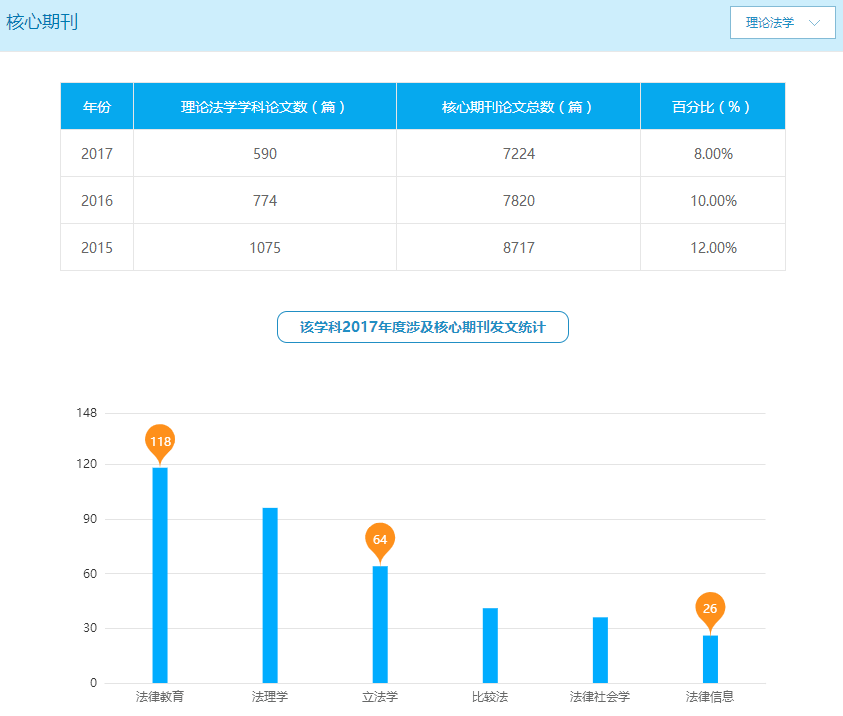 核心期刊
理论法学
年份 理论法学学科论文数（篇） 核心期刊论文总数（篇） 百分比（%）
2017 590 7224 8.00%
2016 774 7820 10.00%
2015 1075 8717 12.00%
该学科2017年度涉及核心期刊发文统计
148
118
120
90
64
60
26
30
0
法律教育 法理学 立法学 比较法 法律社会学 法律信息